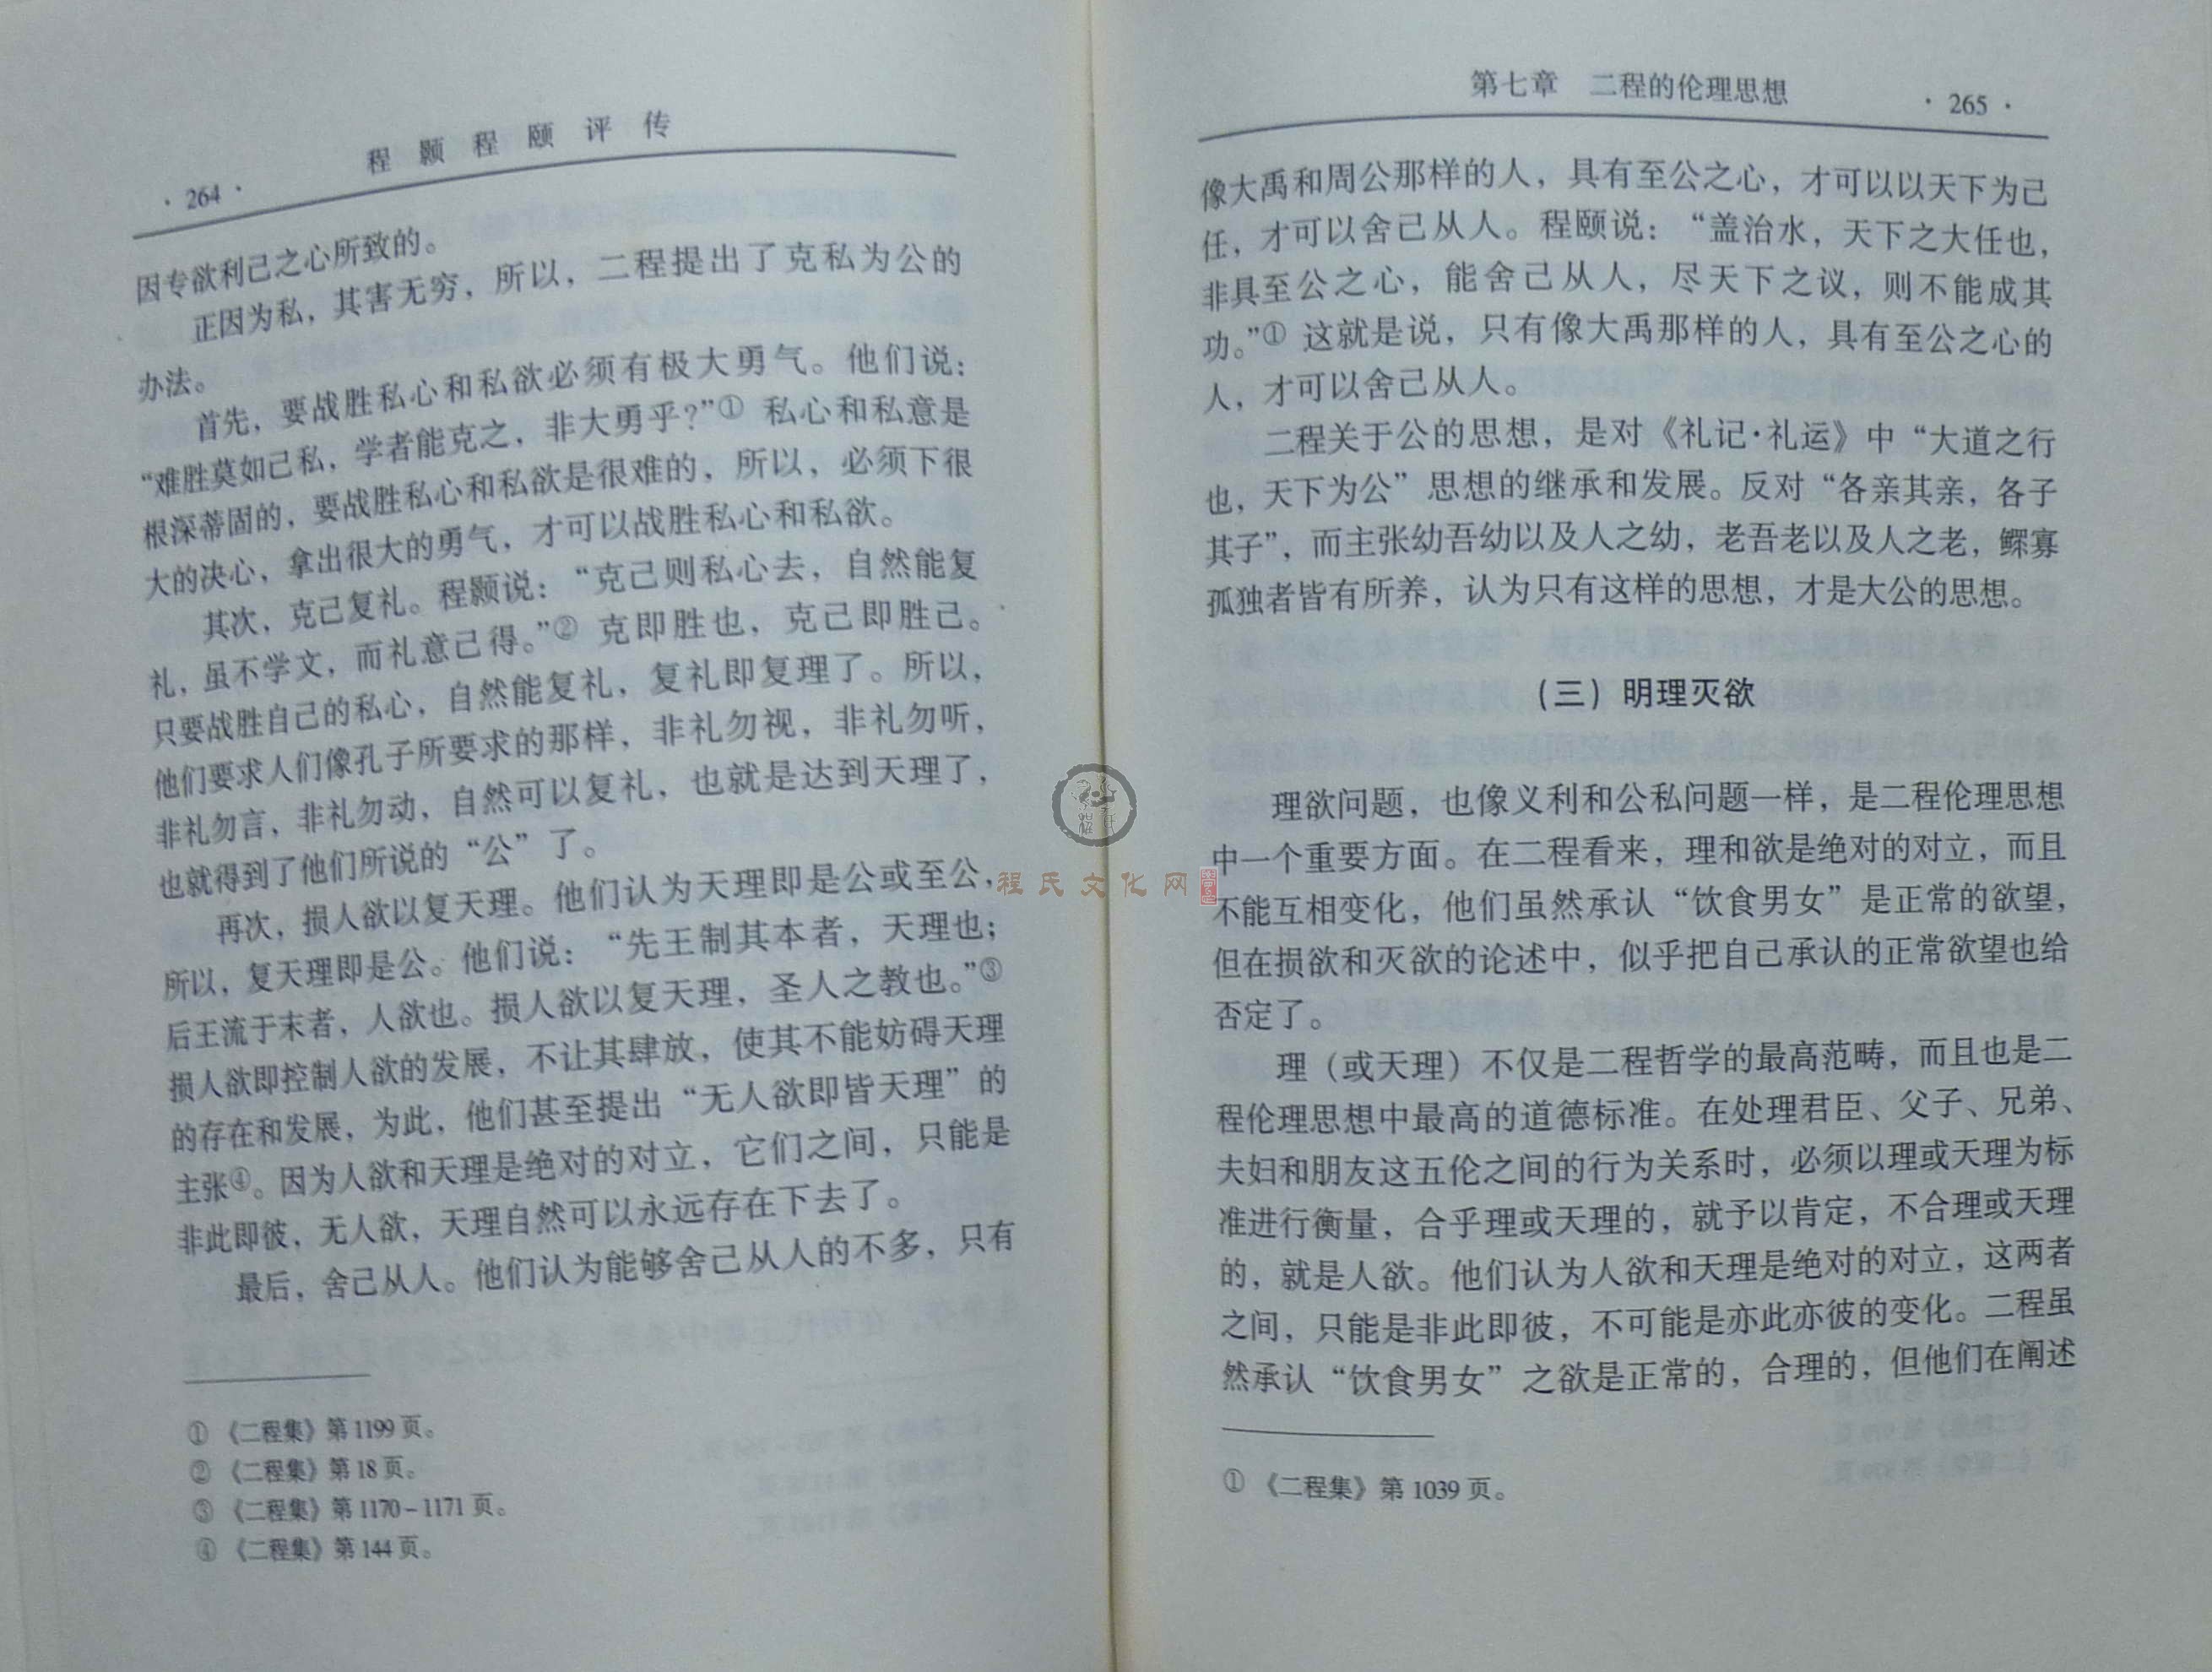 ·264·
程颢程颐评传
因专欲利己之心所致的。
正因为私，其害无穷，所以，二程提出了克私为公的
办法。
首先，要战胜私心和私欲必须有极大勇气。他们说：
“难胜莫如己私，学者能克之，非大勇乎？”① 私心和私意是
根深蒂固的，要战胜私心和私欲是很难的，所以，必须下很
大的决心，拿出很大的勇气，才可以战胜私心和私欲。
其次，克己复礼。程颢说：“克己则私心去，自然能复
礼，虽不学文，而礼意已得。”② 克即胜也，克己即胜己。
只要战胜自己的私心，自然能复礼，复礼即复理了。所以，
他们要求人们像孔子所要求的那样，非礼勿视，非礼勿听，
非礼勿言，非礼勿动，自然可以复礼，也就是达到天理了，
也就得到了他们所说的“公”了。
再次，损人欲以复天理。他们认为天理即是公或至公，
所以，复天理即是公。他们说：“先王制其本者，天理也；
后王流于末者，人欲也。损人欲以复天理，圣人之教也。”③
损人欲即控制人欲的发展，不让其肆放，使其不能妨碍天理
的存在和发展，为此，他们甚至提出“无人欲即皆天理”的
主张④。因为人欲和天理是绝对的对立，它们之间，只能是
非此即彼，无人欲，天理自然可以永远存在下去了。
最后，舍己从人。他们认为能够舍己从人的不多，只有
① 《二程集》第1199页。
② 《二程集》第18页。
③ 《二程集》第1170-1171页。
④ 《二程集》第144页。
第七章 二程的伦理思想
·265·
像大禹和周公那样的人，具有至公之心，才可以以天下为己
任，才可以舍己从人。程颐说：“盖治水，天下之大任也，
非具至公之心，能舍己从人，尽天下之议，则不能成其
功。”① 这就是说，只有像大禹那样的人，具有至公之心的
人，才可以舍己从人。
二程关于公的思想，是对《礼记·礼运》中“大道之行
也，天下为公”思想的继承和发展。反对“各亲其亲，各子
其子”，而主张幼吾幼以及人之幼，老吾老以及人之老，鳏寡
孤独者皆有所养，认为只有这样的思想，才是大公的思想。
（三）明理灭欲
理欲问题，也像义利和公私问题一样，是二程伦理思想
中一个重要方面。在二程看来，理和欲是绝对的对立，而且
不能互相变化，他们虽然承认“饮食男女”是正常的欲望，
但在损欲和灭欲的论述中，似乎把自己承认的正常欲望也给
否定了。
理（或天理）不仅是二程哲学的最高范畴，而且也是二
程伦理思想中最高的道德标准。在处理君臣、父子、兄弟、
夫妇和朋友这五伦之间的行为关系时，必须以理或天理为标
准进行衡量，合乎理或天理的，就予以肯定，不合理或天理
的，就是人欲。他们认为人欲和天理是绝对的对立，这两者
之间，只能是非此即彼，不可能是亦此亦彼的变化。二程虽
然承认“饮食男女”之欲是正常的，合理的，但他们在阐述
① 《二程集》第1039页。
程氏
程氏文化网